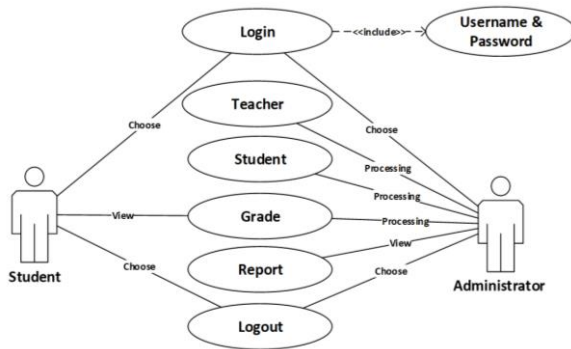 Login
<<include>>
Username &
Password
Teacher
Choose
Choose
Student
Processing
Processing
View
Grade
Processing
View
Student
Report
Choose
Choose
Administrator
Logout